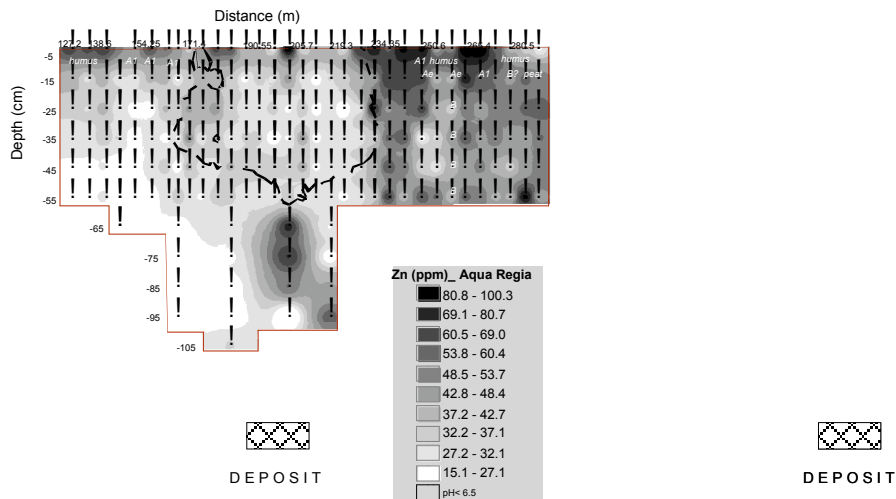 Distance (m)
127.2 138.6 154.25 171.4 190.55 205.7 219.3 234.35 250.6 265.4 280.5
-5
humus A1 A1 A1 A1 humus humus
Ae Ae A1 B? peat
-15
Depth (cm)
-25
B
-35
B
-45
B
B
-55
-65
-75
-85
-95
-105
Zn (ppm)_ Aqua Regia
80.8 - 100.3
69.1 - 80.7
60.5 - 69.0
53.8 - 60.4
48.5 - 53.7
42.8 - 48.4
37.2 - 42.7
32.2 - 37.1
27.2 - 32.1
15.1 - 27.1
pH< 6.5
DEPOSIT
DEPOSIT